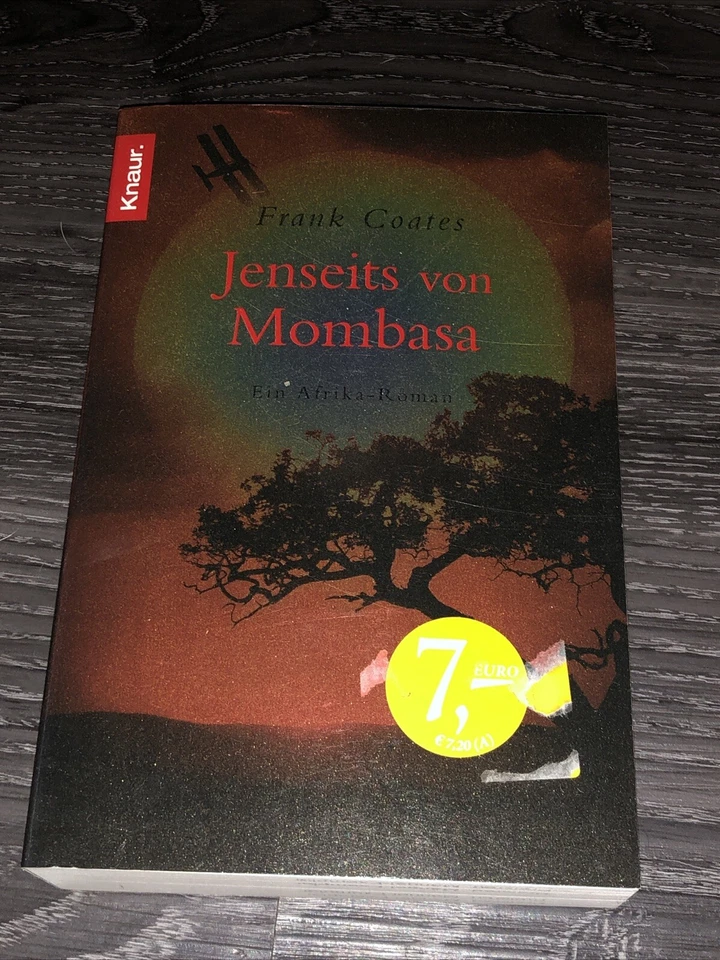 Knaur.
Frank Coates
Jenseits von
Mombasa
Ein Afrika-Roman
7,-
EURO
€ 7,20 (A)